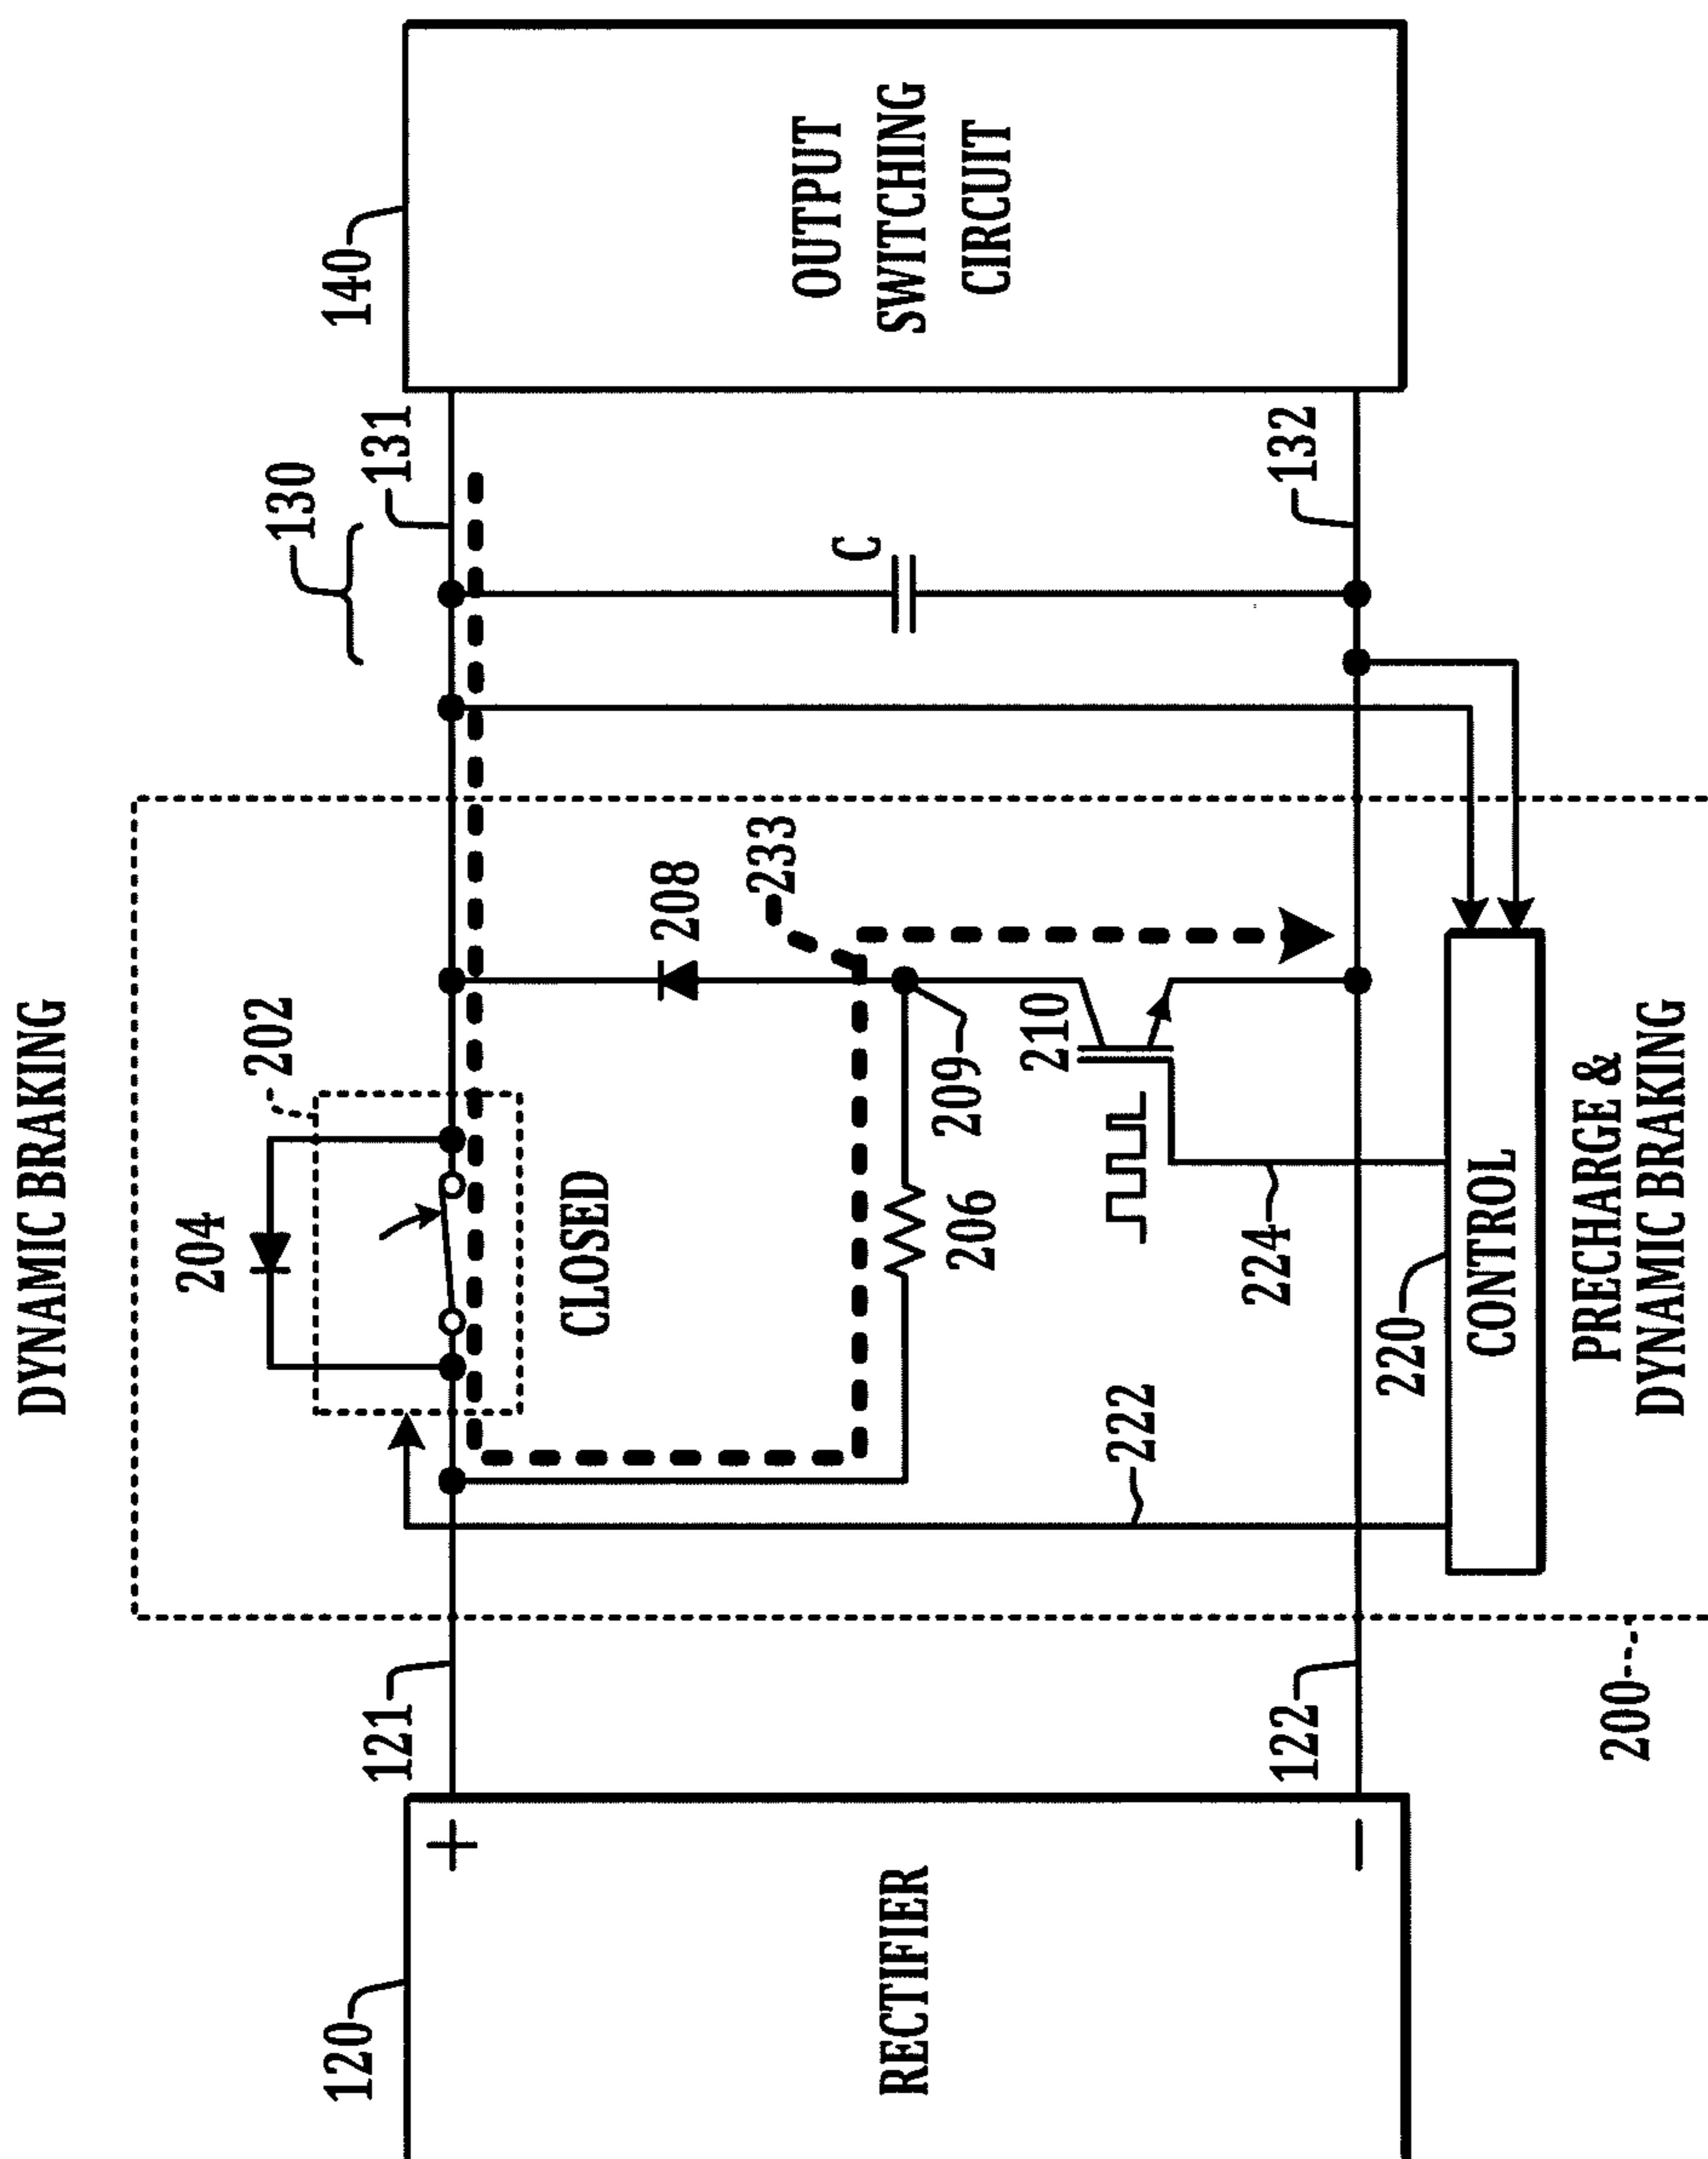 DYNAMIC BRAKING
204
202
120
121
130
131
140
CLOSED
208
233
C
RECTIFIER
+
−
206
209
210
OUTPUT
SWITCHING
CIRCUIT
222
224
122
132
220
CONTROL
200
PRECHARGE &
DYNAMIC BRAKING